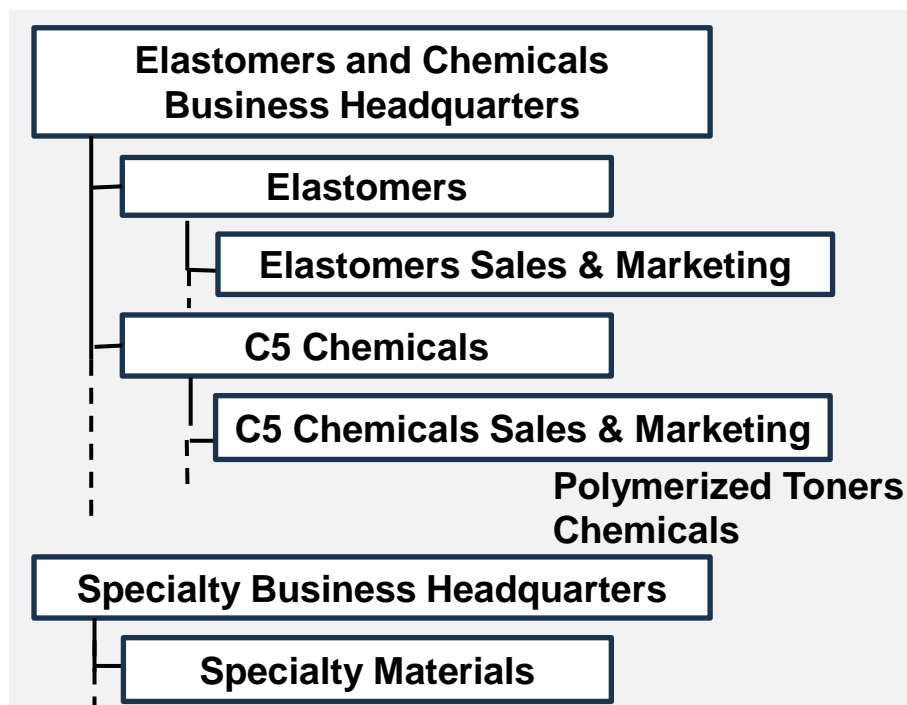 Elastomers and Chemicals
Business Headquarters
Elastomers
Elastomers Sales & Marketing
C5 Chemicals
C5 Chemicals Sales & Marketing
Polymerized Toners
Chemicals
Specialty Business Headquarters
Specialty Materials